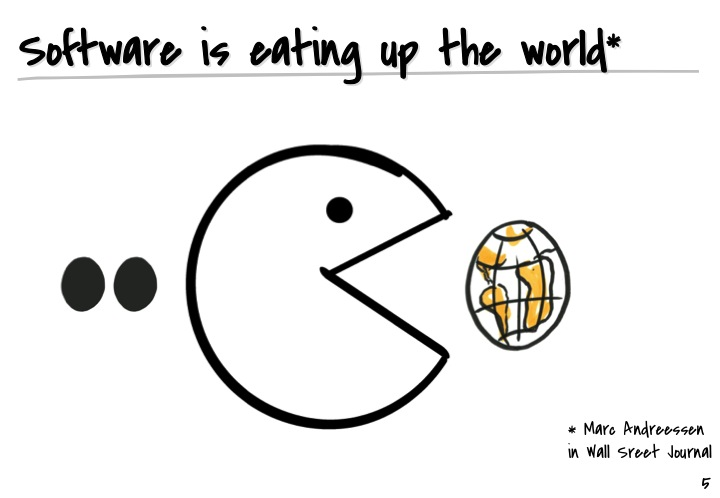 Software is eating up the world*
* Marc Andreessen
in Wall Sreet Journal
5